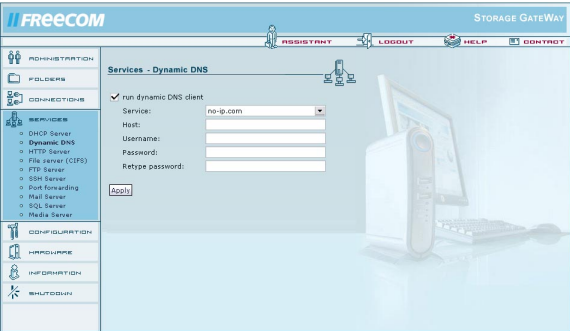 FREECOM
STORAGE GATEWAY
ASSISTANT
LOGOUT
HELP
CONTACT
ADMINISTRATION
FOLDERS
CONNECTIONS
SERVICES
DHCP Server
Dynamic DNS
HTTP Server
File server (CIFS)
FTP Server
SSH Server
Port forwarding
Mail Server
SQL Server
Media Server
CONFIGURATION
HARDWARE
INFORMATION
SHUTDOWN
Services - Dynamic DNS
run dynamic DNS client
Service: no-ip.com
Host:
Username:
Password:
Retype password:
Apply